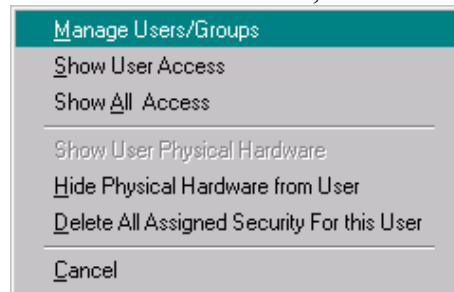 Manage Users/Groups
Show User Access
Show All Access
Show User Physical Hardware
Hide Physical Hardware from User
Delete All Assigned Security For this User
Cancel